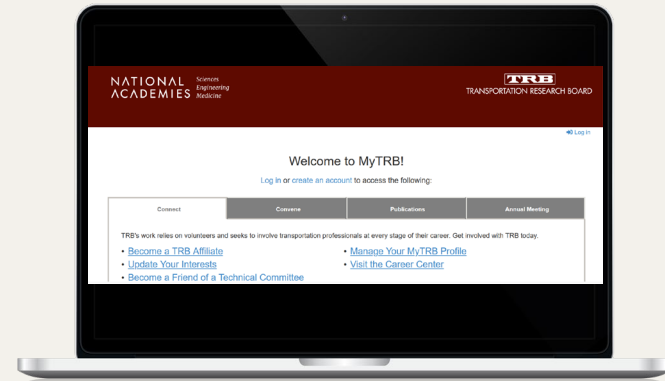 NATIONAL ACADEMIES
Sciences
Engineering
Medicine
TRB
TRANSPORTATION RESEARCH BOARD
Log In
Welcome to MyTRB!
Log in or create an account to access the following:
Connect
Convene
Publications
Annual Meeting
TRB's work relies on volunteers and seeks to involve transportation professionals at every stage of their career. Get involved with TRB today.
• Become a TRB Affiliate
• Manage Your MyTRB Profile
• Update Your Interests
• Visit the Career Center
• Become a Friend of a Technical Committee